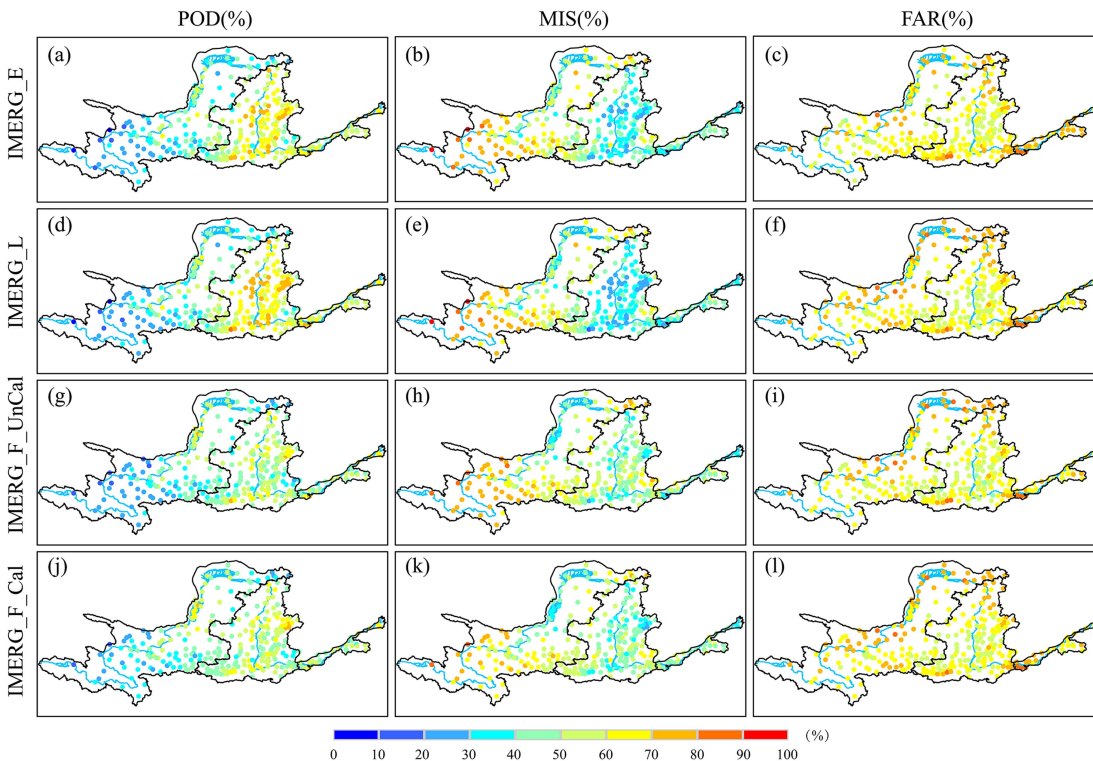 POD(%) MIS(%) FAR(%)
IMERG_E
(a) (b) (c)
IMERG_L
(d) (e) (f)
IMERG_F_UnCal
(g) (h) (i)
IMERG_F_Cal
(j) (k) (l)
(%)
0 10 20 30 40 50 60 70 80 90 100